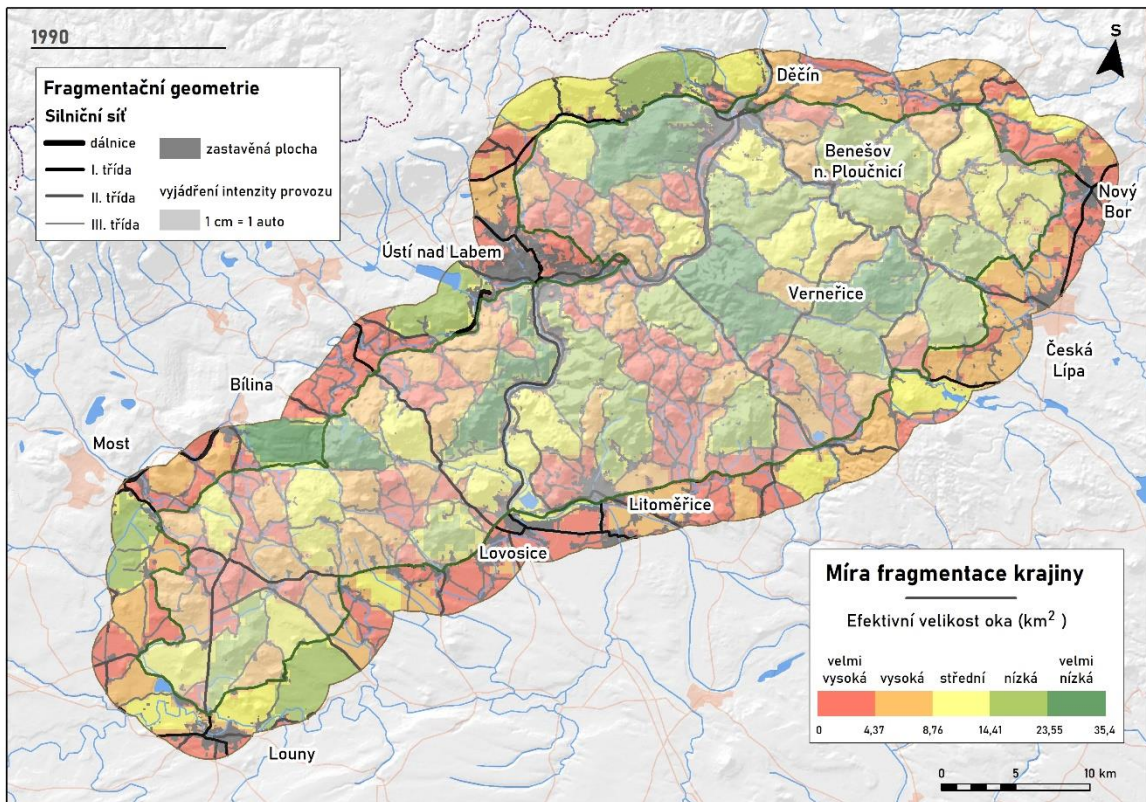 1990
Fragmentační geometrie
Silniční síť
dálnice
I. třída
II. třída
III. třída
zastavěná plocha
vyjádření intenzity provozu
1 cm = 1 auto
S
Děčín
Benešov
n. Ploučnicí
Nový
Bor
Ústí nad Labem
Verneřice
Česká
Lípa
Bílina
Most
Litoměřice
Lovosice
Louny
Míra fragmentace krajiny
Efektivní velikost oka (km²)
velmi vysoká
vysoká
střední
nízká
velmi nízká
0 4,37 8,76 14,41 23,55 35,4
0 5 10 km